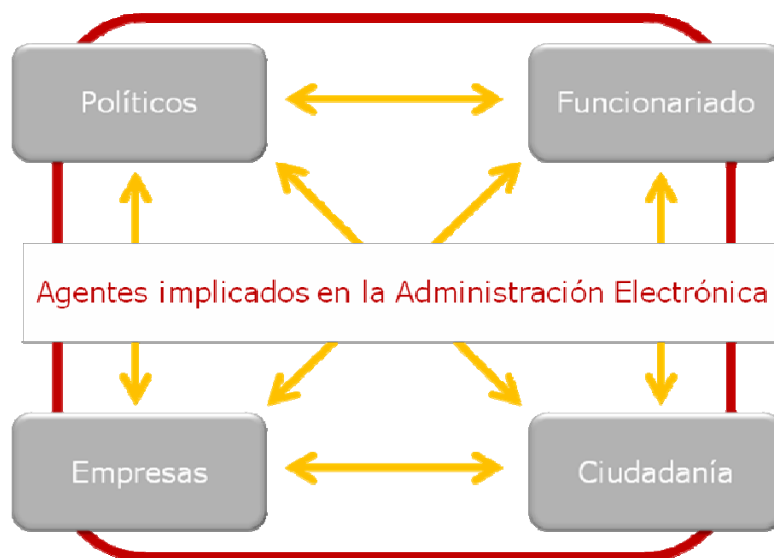 Políticos
Funcionariado
Agentes implicados en la Administración Electrónica
Empresas
Ciudadanía